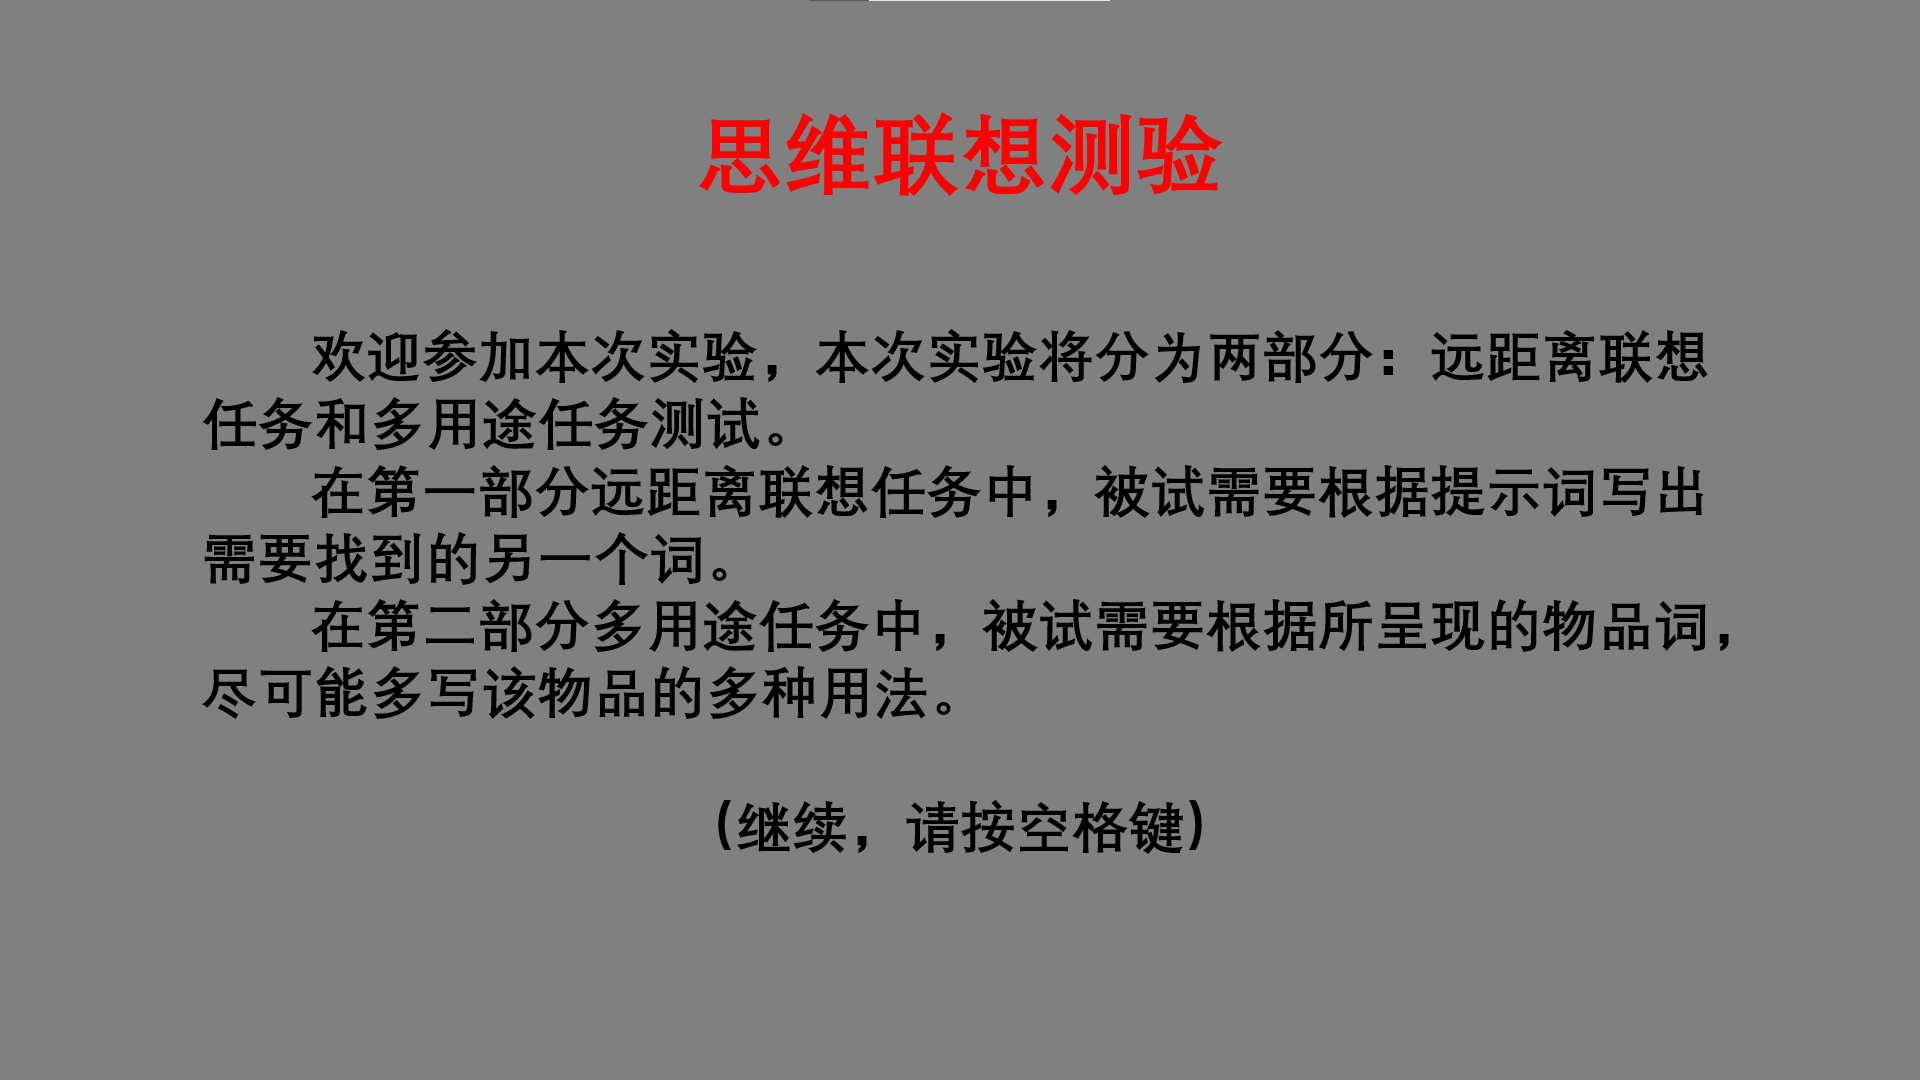 思维联想测验
欢迎参加本次实验，本次实验将分为两部分：远距离联想
任务和多用途任务测试。
在第一部分远距离联想任务中，被试需要根据提示词写出
需要找到的另一个词。
在第二部分多用途任务中，被试需要根据所呈现的物品词，
尽可能多写该物品的多种用法。
(继续，请按空格键)